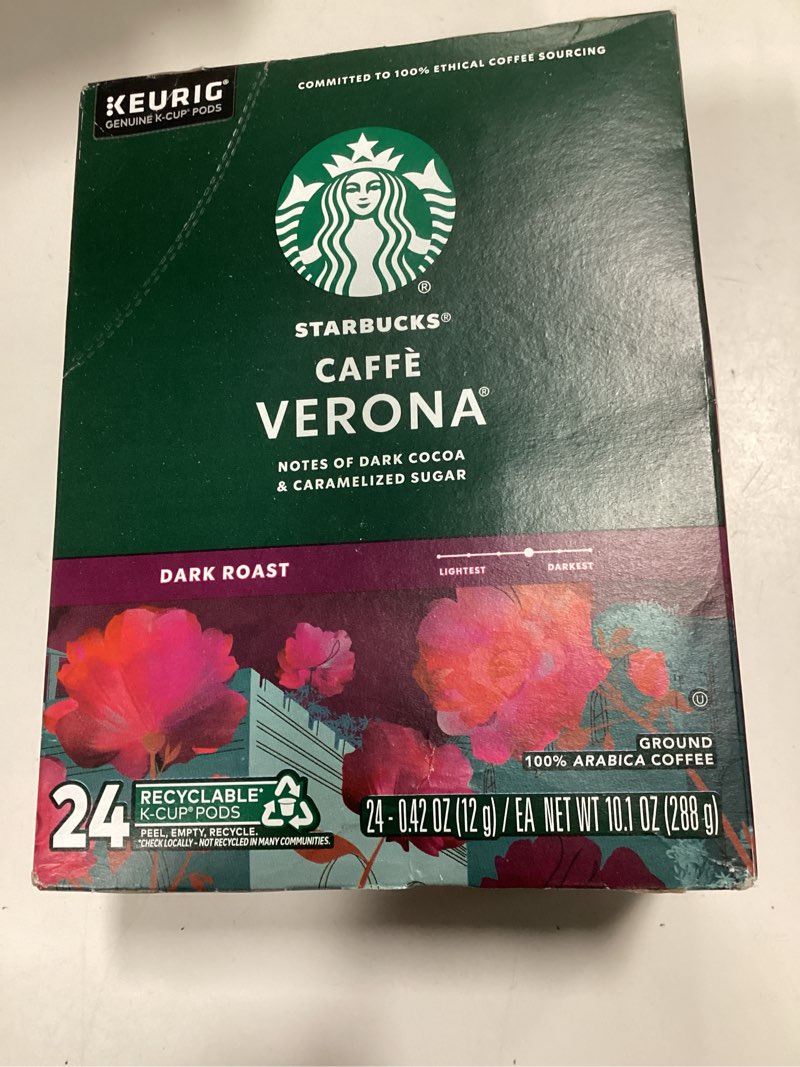 KEURIG®
GENUINE K-CUP® PODS
COMMITTED TO 100% ETHICAL COFFEE SOURCING
®
STARBUCKS®
CAFFÈ
VERONA®
NOTES OF DARK COCOA
& CARAMELIZED SUGAR
DARK ROAST
LIGHTEST DARKEST
U
GROUND
100% ARABICA COFFEE
24 RECYCLABLE*
K-CUP® PODS
PEEL, EMPTY, RECYCLE.
*CHECK LOCALLY - NOT RECYCLED IN MANY COMMUNITIES.
24 - 0.42 OZ (12 g) / EA NET WT 10.1 OZ (288 g)